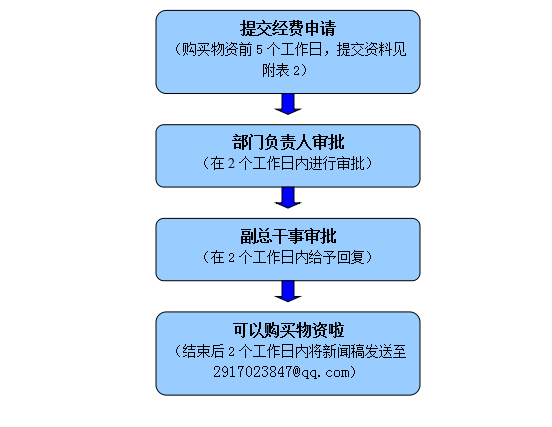 提交经费申请
（购买物资前 5 个工作日，提交资料见
附表 2）
部门负责人审批
（在 2 个工作日内进行审批）
副总干事审批
（在 2 个工作日内给予回复）
可以购买物资啦
（结束后 2 个工作日内将新闻稿发送至
2917023847@qq.com）